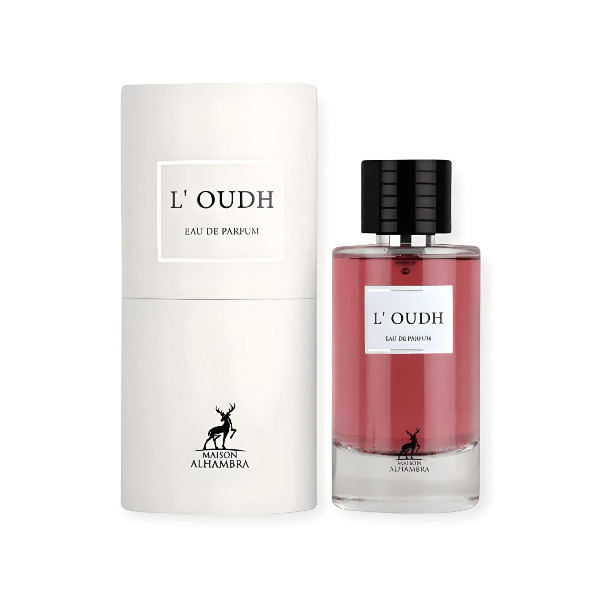 L' OUDH
EAU DE PARFUM
MAISON
ALHAMBRA
L' OUDH
EAU DE PARFUM
MAISON
ALHAMBRA